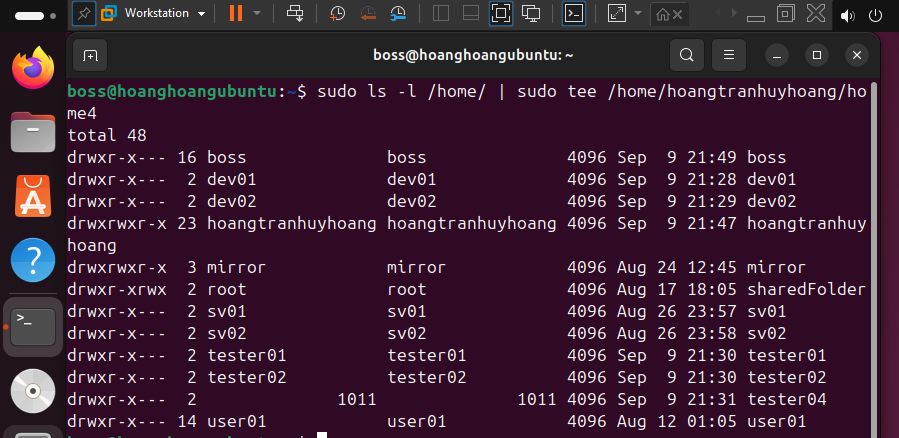 Workstation
boss@hoanghoangubuntu: ~
boss@hoanghoangubuntu:~$ sudo ls -l /home/ | sudo tee /home/hoangtranhuyhoang/ho
me4
total 48
drwxr-x--- 16 boss              boss              4096 Sep  9 21:49 boss
drwxr-x---  2 dev01             dev01             4096 Sep  9 21:28 dev01
drwxr-x---  2 dev02             dev02             4096 Sep  9 21:29 dev02
drwxrwxr-x 23 hoangtranhuyhoang hoangtranhuyhoang 4096 Sep  9 21:47 hoangtranhuy
hoang
drwxrwxr-x  3 mirror            mirror            4096 Aug 24 12:45 mirror
drwxr-xrwx  2 root              root              4096 Aug 17 18:05 sharedFolder
drwxr-x---  2 sv01              sv01              4096 Aug 26 23:57 sv01
drwxr-x---  2 sv02              sv02              4096 Aug 26 23:58 sv02
drwxr-x---  2 tester01          tester01          4096 Sep  9 21:30 tester01
drwxr-x---  2 tester02          tester02          4096 Sep  9 21:30 tester02
drwxr-x---  2              1011              1011 4096 Sep  9 21:31 tester04
drwxr-x--- 14 user01            user01            4096 Aug 12 01:05 user01